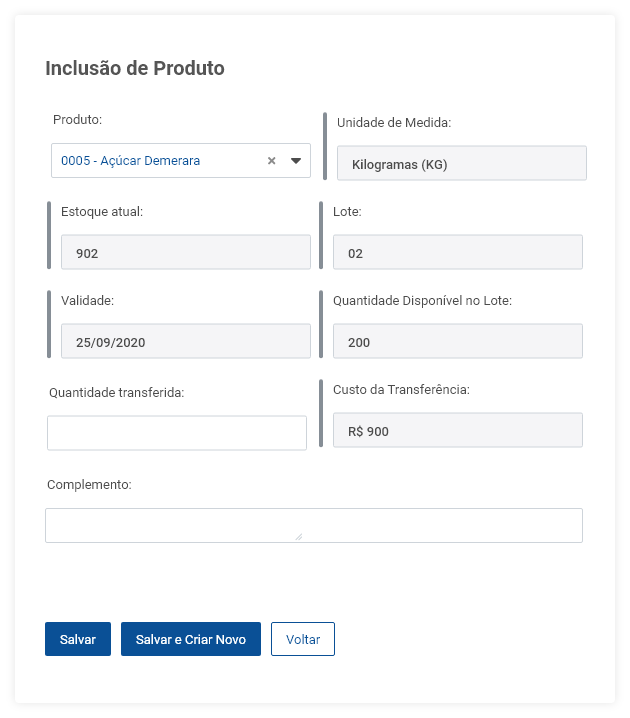 Inclusão de Produto
Produto:
Unidade de Medida:
0005 - Açúcar Demerara
Kilogramas (KG)
Estoque atual:
Lote:
902
02
Validade:
Quantidade Disponível no Lote:
25/09/2020
200
Quantidade transferida:
Custo da Transferência:
R$ 900
Complemento:
Salvar
Salvar e Criar Novo
Voltar